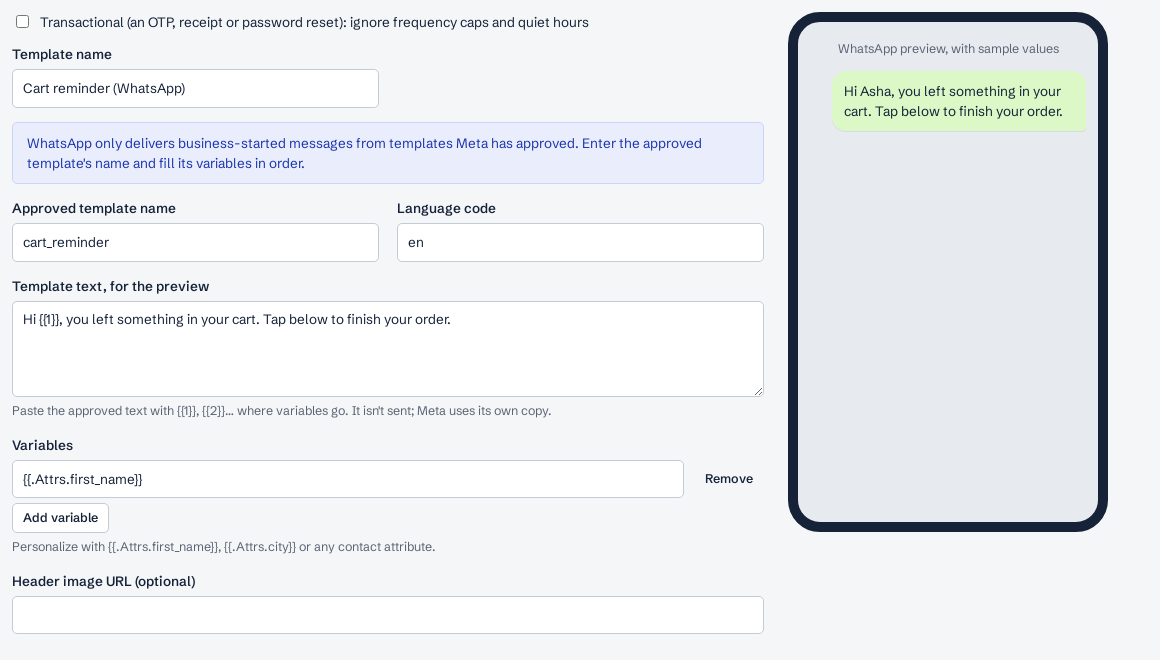 Transactional (an OTP, receipt or password reset): ignore frequency caps and quiet hours
Template name
Cart reminder (WhatsApp)
WhatsApp only delivers business-started messages from templates Meta has approved. Enter the approved
template's name and fill its variables in order.
Approved template name
Language code
cart_reminder
en
Template text, for the preview
Hi {{1}}, you left something in your cart. Tap below to finish your order.
Paste the approved text with {{1}}, {{2}}... where variables go. It isn't sent; Meta uses its own copy.
Variables
{{.Attrs.first_name}}
Remove
Add variable
Personalize with {{.Attrs.first_name}}, {{.Attrs.city}} or any contact attribute.
Header image URL (optional)
WhatsApp preview, with sample values
Hi Asha, you left something in your
cart. Tap below to finish your order.